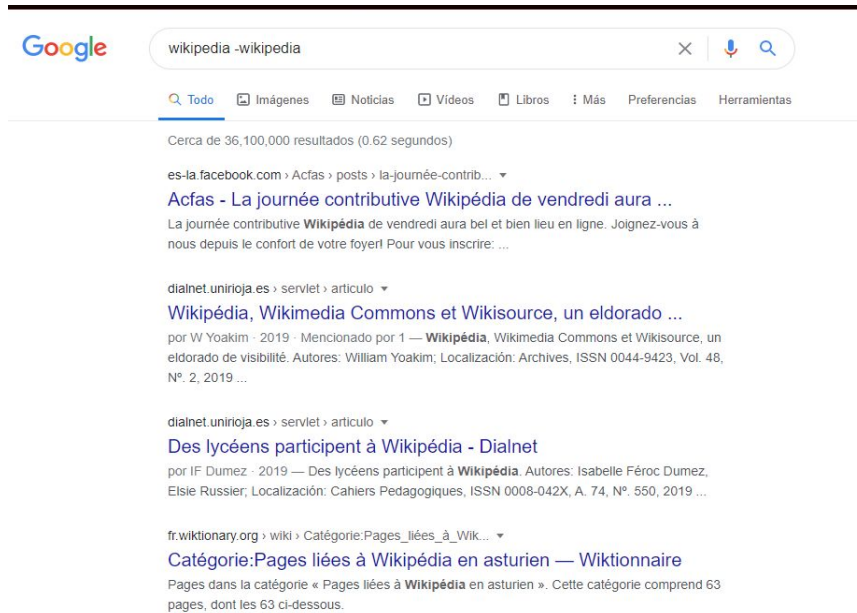 Google
wikipedia -wikipedia
Todo Imágenes Noticias Vídeos Libros Más Preferencias Herramientas
Cerca de 36,100,000 resultados (0.62 segundos)
es-la.facebook.com › Acfas › posts › la-journée-contrib...
Acfas - La journée contributive Wikipédia de vendredi aura ...
La journée contributive Wikipédia de vendredi aura bel et bien lieu en ligne. Joignez-vous à
nous depuis le confort de votre foyer! Pour vous inscrire: ...
dialnet.unirioja.es › servlet › articulo
Wikipédia, Wikimedia Commons et Wikisource, un eldorado ...
por W Yoakim · 2019 · Mencionado por 1 — Wikipédia, Wikimedia Commons et Wikisource, un
eldorado de visibilité. Autores: William Yoakim; Localización: Archives, ISSN 0044-9423, Vol. 48,
Nº. 2, 2019 ...
dialnet.unirioja.es › servlet › articulo
Des lycéens participent à Wikipédia - Dialnet
por IF Dumez · 2019 — Des lycéens participent à Wikipédia. Autores: Isabelle Féroc Dumez,
Elsie Russier; Localización: Cahiers Pedagogiques, ISSN 0008-042X, A. 74, Nº. 550, 2019 ...
fr.wiktionary.org › wiki › Catégorie:Pages_liées_à_Wik...
Catégorie:Pages liées à Wikipédia en asturien — Wiktionnaire
Pages dans la catégorie « Pages liées à Wikipédia en asturien ». Cette catégorie comprend 63
pages, dont les 63 ci-dessous.